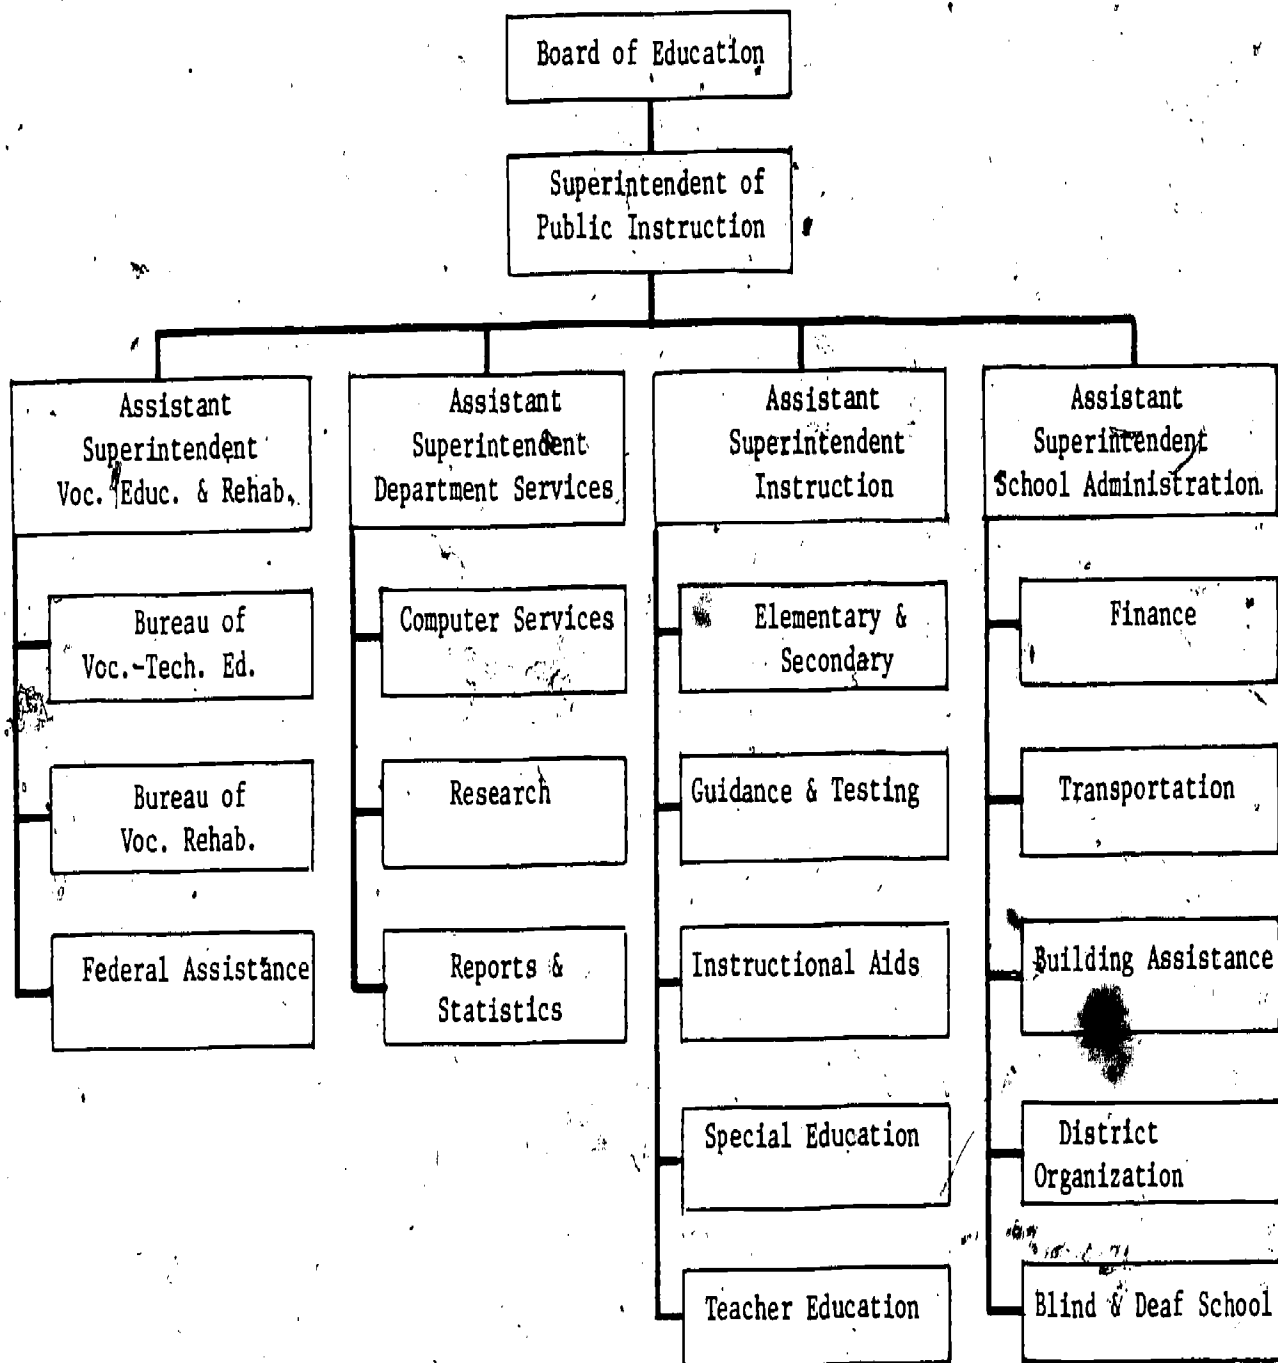 Board of Education
Superintendent of
Public Instruction
Assistant
Superintendent
Voc. Educ. & Rehab.
Assistant
Superintendent
Department Services
Assistant
Superintendent
Instruction
Assistant
Superintendent
School Administration
Bureau of
Voc.-Tech. Ed.
Bureau of
Voc. Rehab.
Federal Assistance
Computer Services
Research
Reports &
Statistics
Elementary &
Secondary
Guidance & Testing
Instructional Aids
Special Education
Teacher Education
Finance
Transportation
Building Assistance
District
Organization
Blind & Deaf School